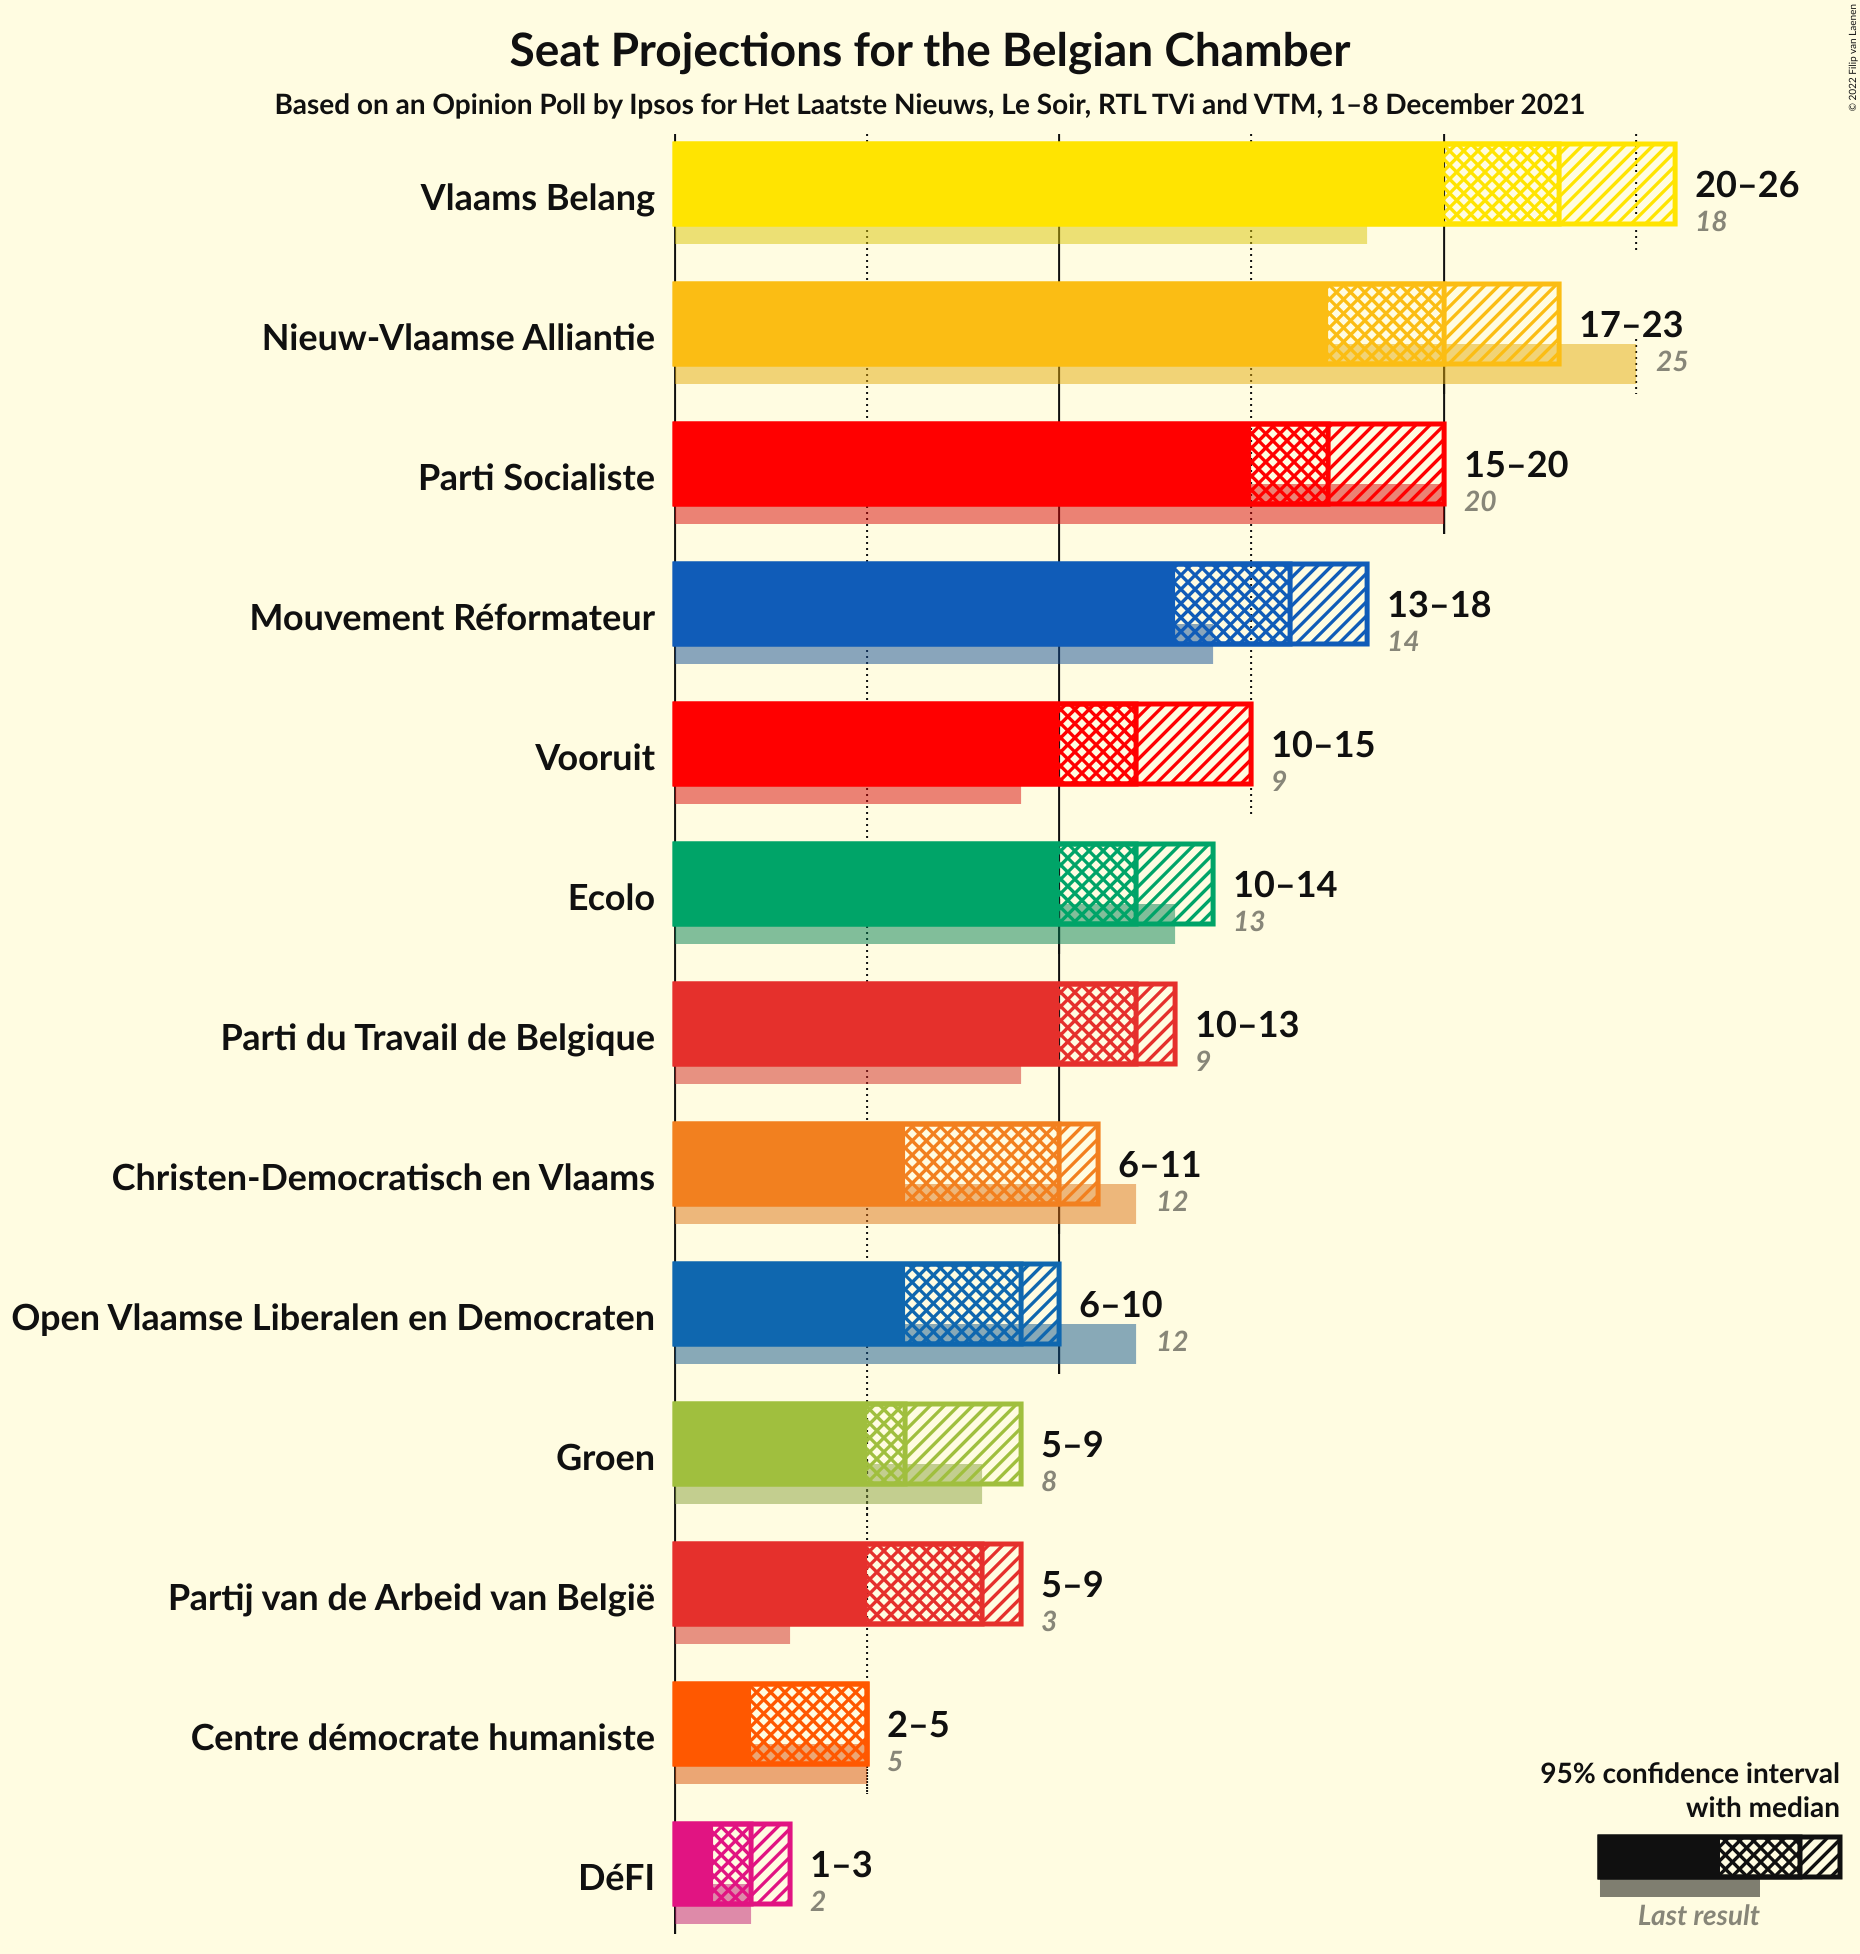 Seat Projections for the Belgian Chamber
Based on an Opinion Poll by Ipsos for Het Laatste Nieuws, Le Soir, RTL TVi and VTM, 1–8 December 2021
© 2022 Filip van Laenen
Vlaams Belang
20–26
18
Nieuw-Vlaamse Alliantie
17–23
25
Parti Socialiste
15–20
20
Mouvement Réformateur
13–18
14
Vooruit
10–15
9
Ecolo
10–14
13
Parti du Travail de Belgique
10–13
9
Christen-Democratisch en Vlaams
6–11
12
Open Vlaamse Liberalen en Democraten
6–10
12
Groen
5–9
8
Partij van de Arbeid van België
5–9
3
Centre démocrate humaniste
2–5
5
DéFI
1–3
2
95% confidence interval
with median
Last result